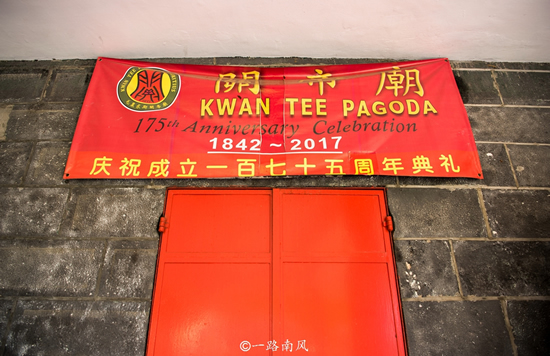 關帝廟
KWAN TEE PAGODA
175th Anniversary Celebration
1842 ~ 2017
庆祝成立一百七十五周年典礼
©一路南风